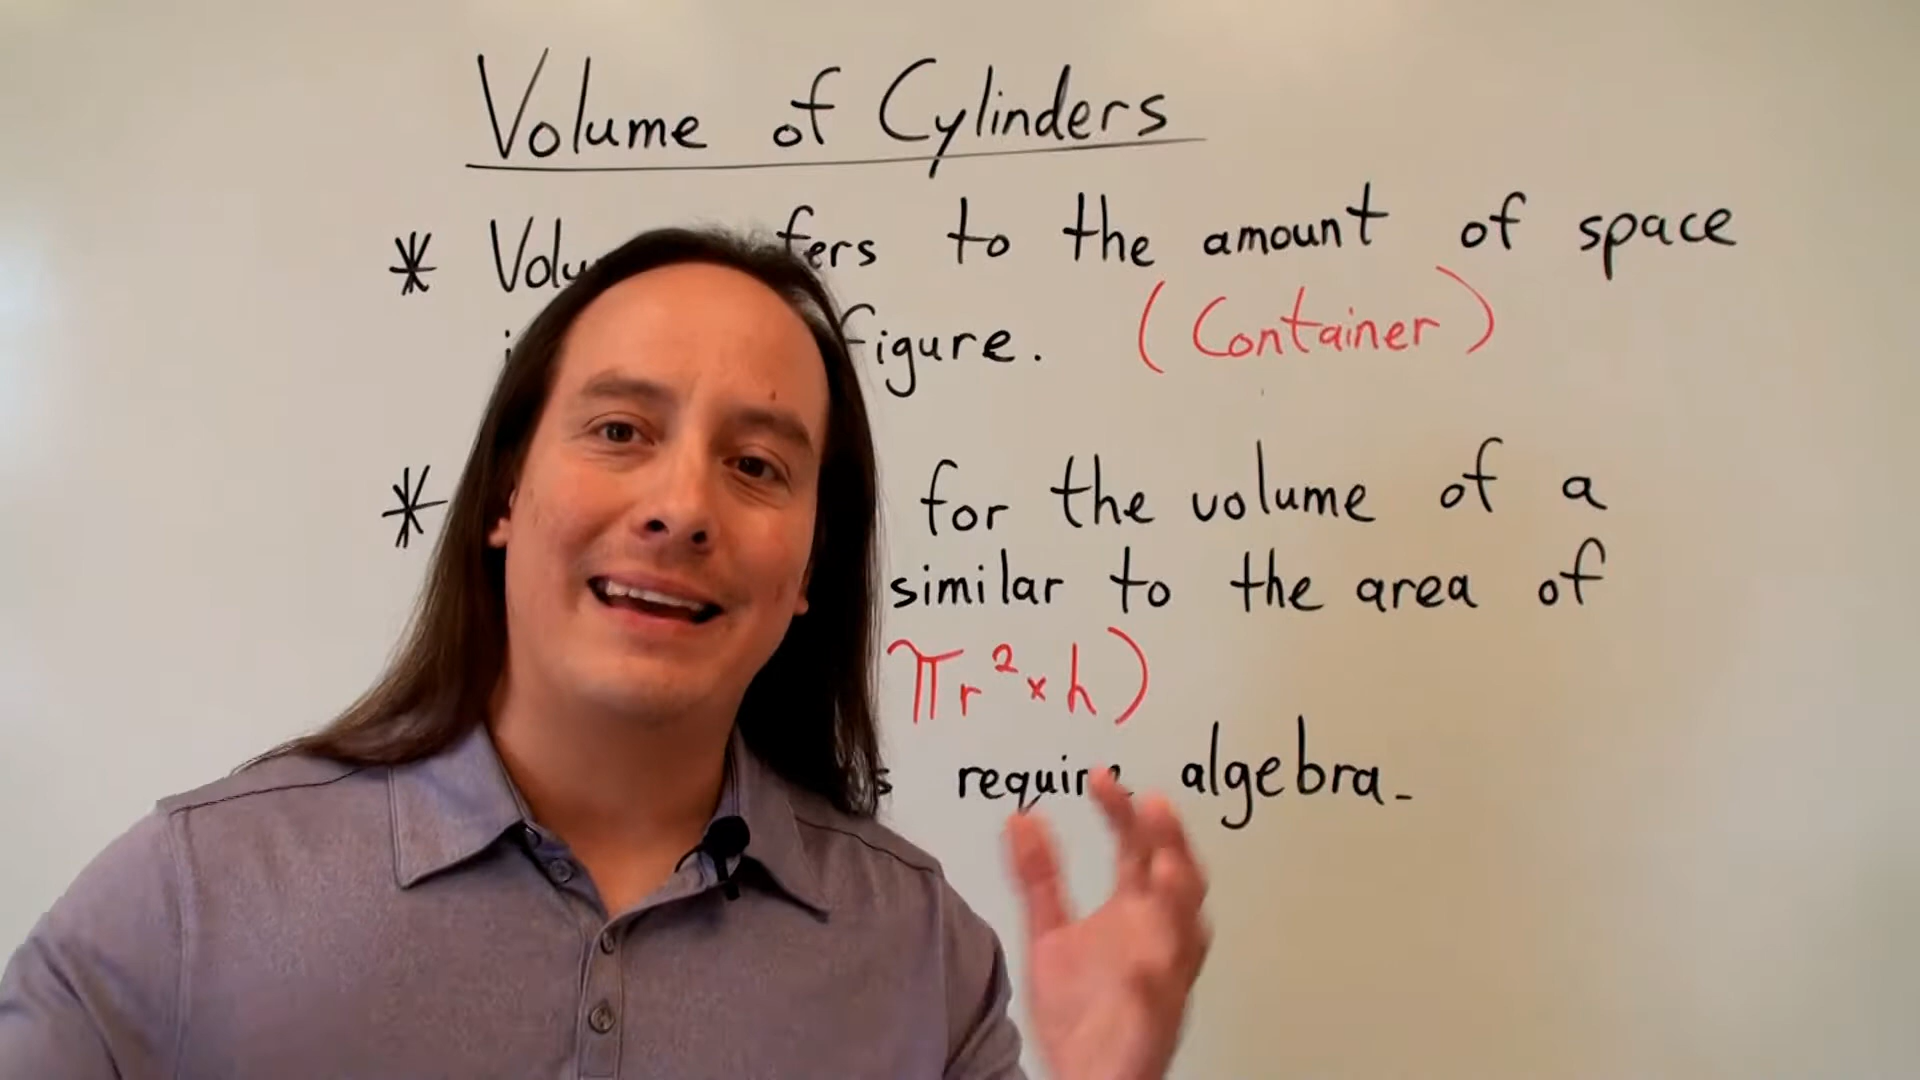 Volume of Cylinders
* Volu fers to the amount of space
figure. (Container)
* for the volume of a
similar to the area of
πr²×h)
require algebra.